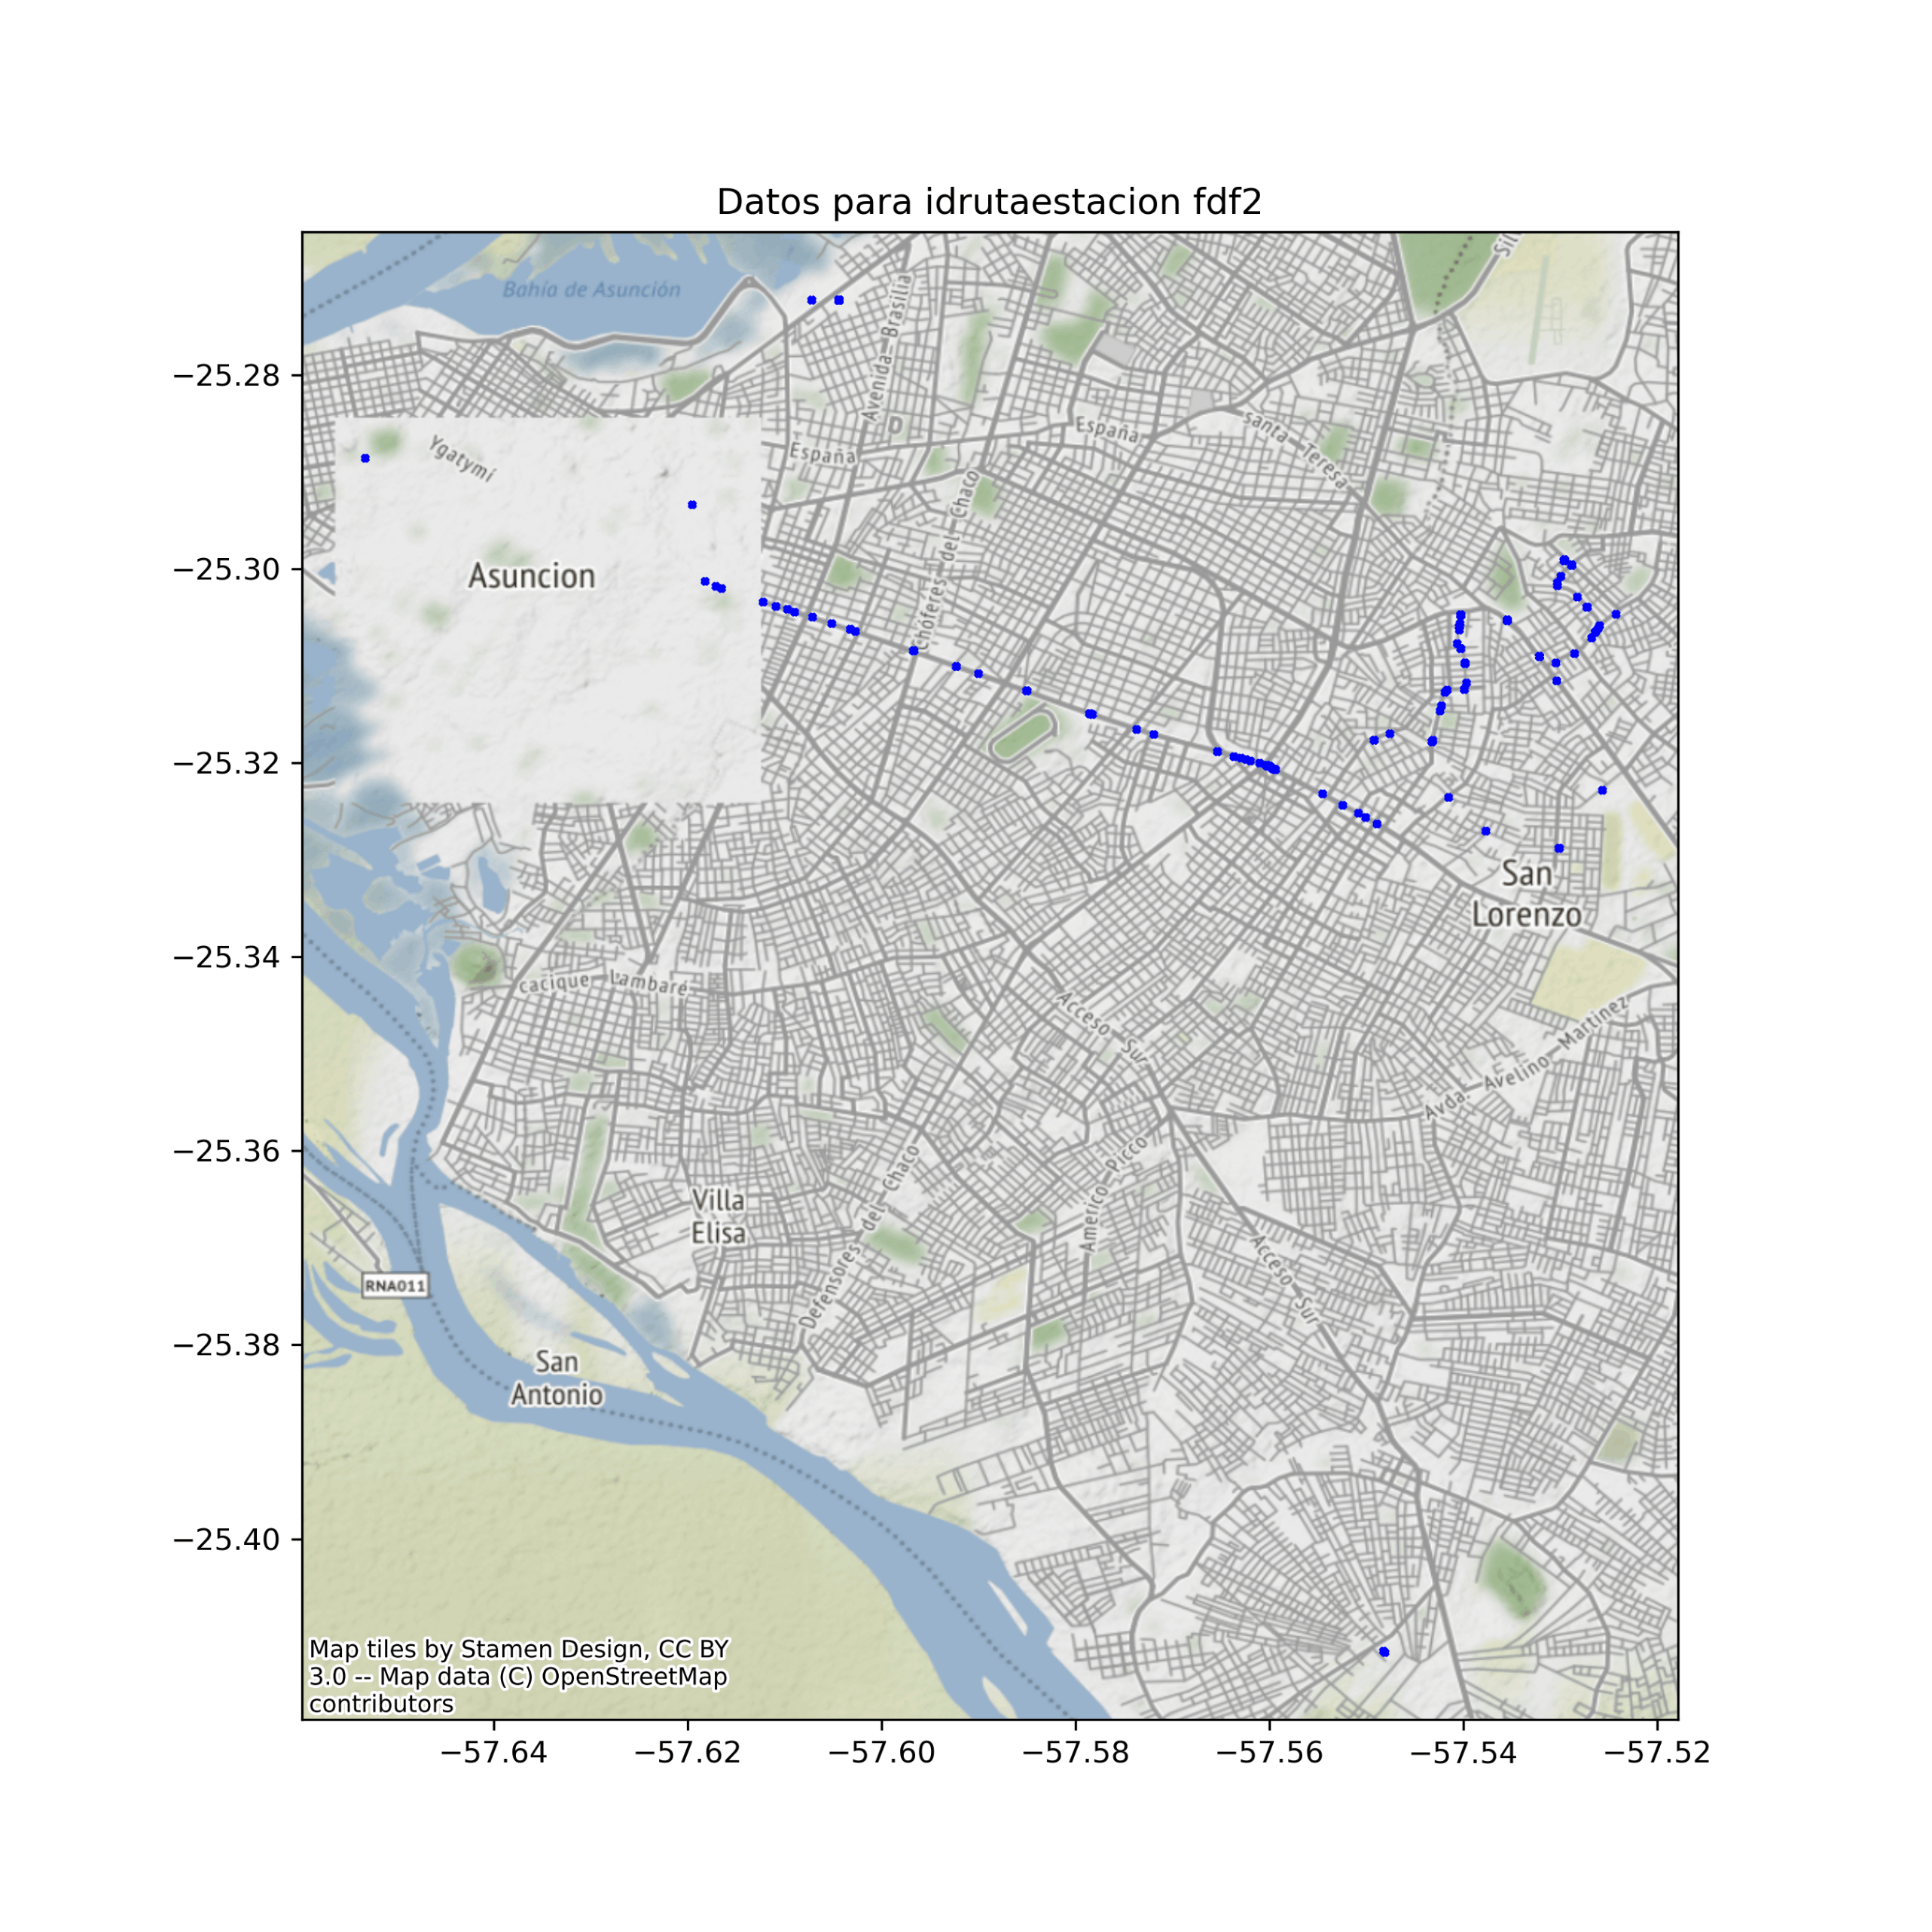 Datos para idrutaestacion fdf2
Bahía de Asunción
Sil
Avenida Brasilia
−25.28
España
España
santa Teresa
Ygatymi
Chóferes del Chaco
−25.30
Asuncion
−25.32
San
Lorenzo
−25.34
cacique Lambaré
Acceso Sur
Avda. Avelino Martinez
−25.36
Villa
Elisa
Defensores del Chaco
Americo Picco
Acceso Sur
RNA011
−25.38
San
Antonio
−25.40
Map tiles by Stamen Design, CC BY
3.0 -- Map data (C) OpenStreetMap
contributors
−57.64 −57.62 −57.60 −57.58 −57.56 −57.54 −57.52